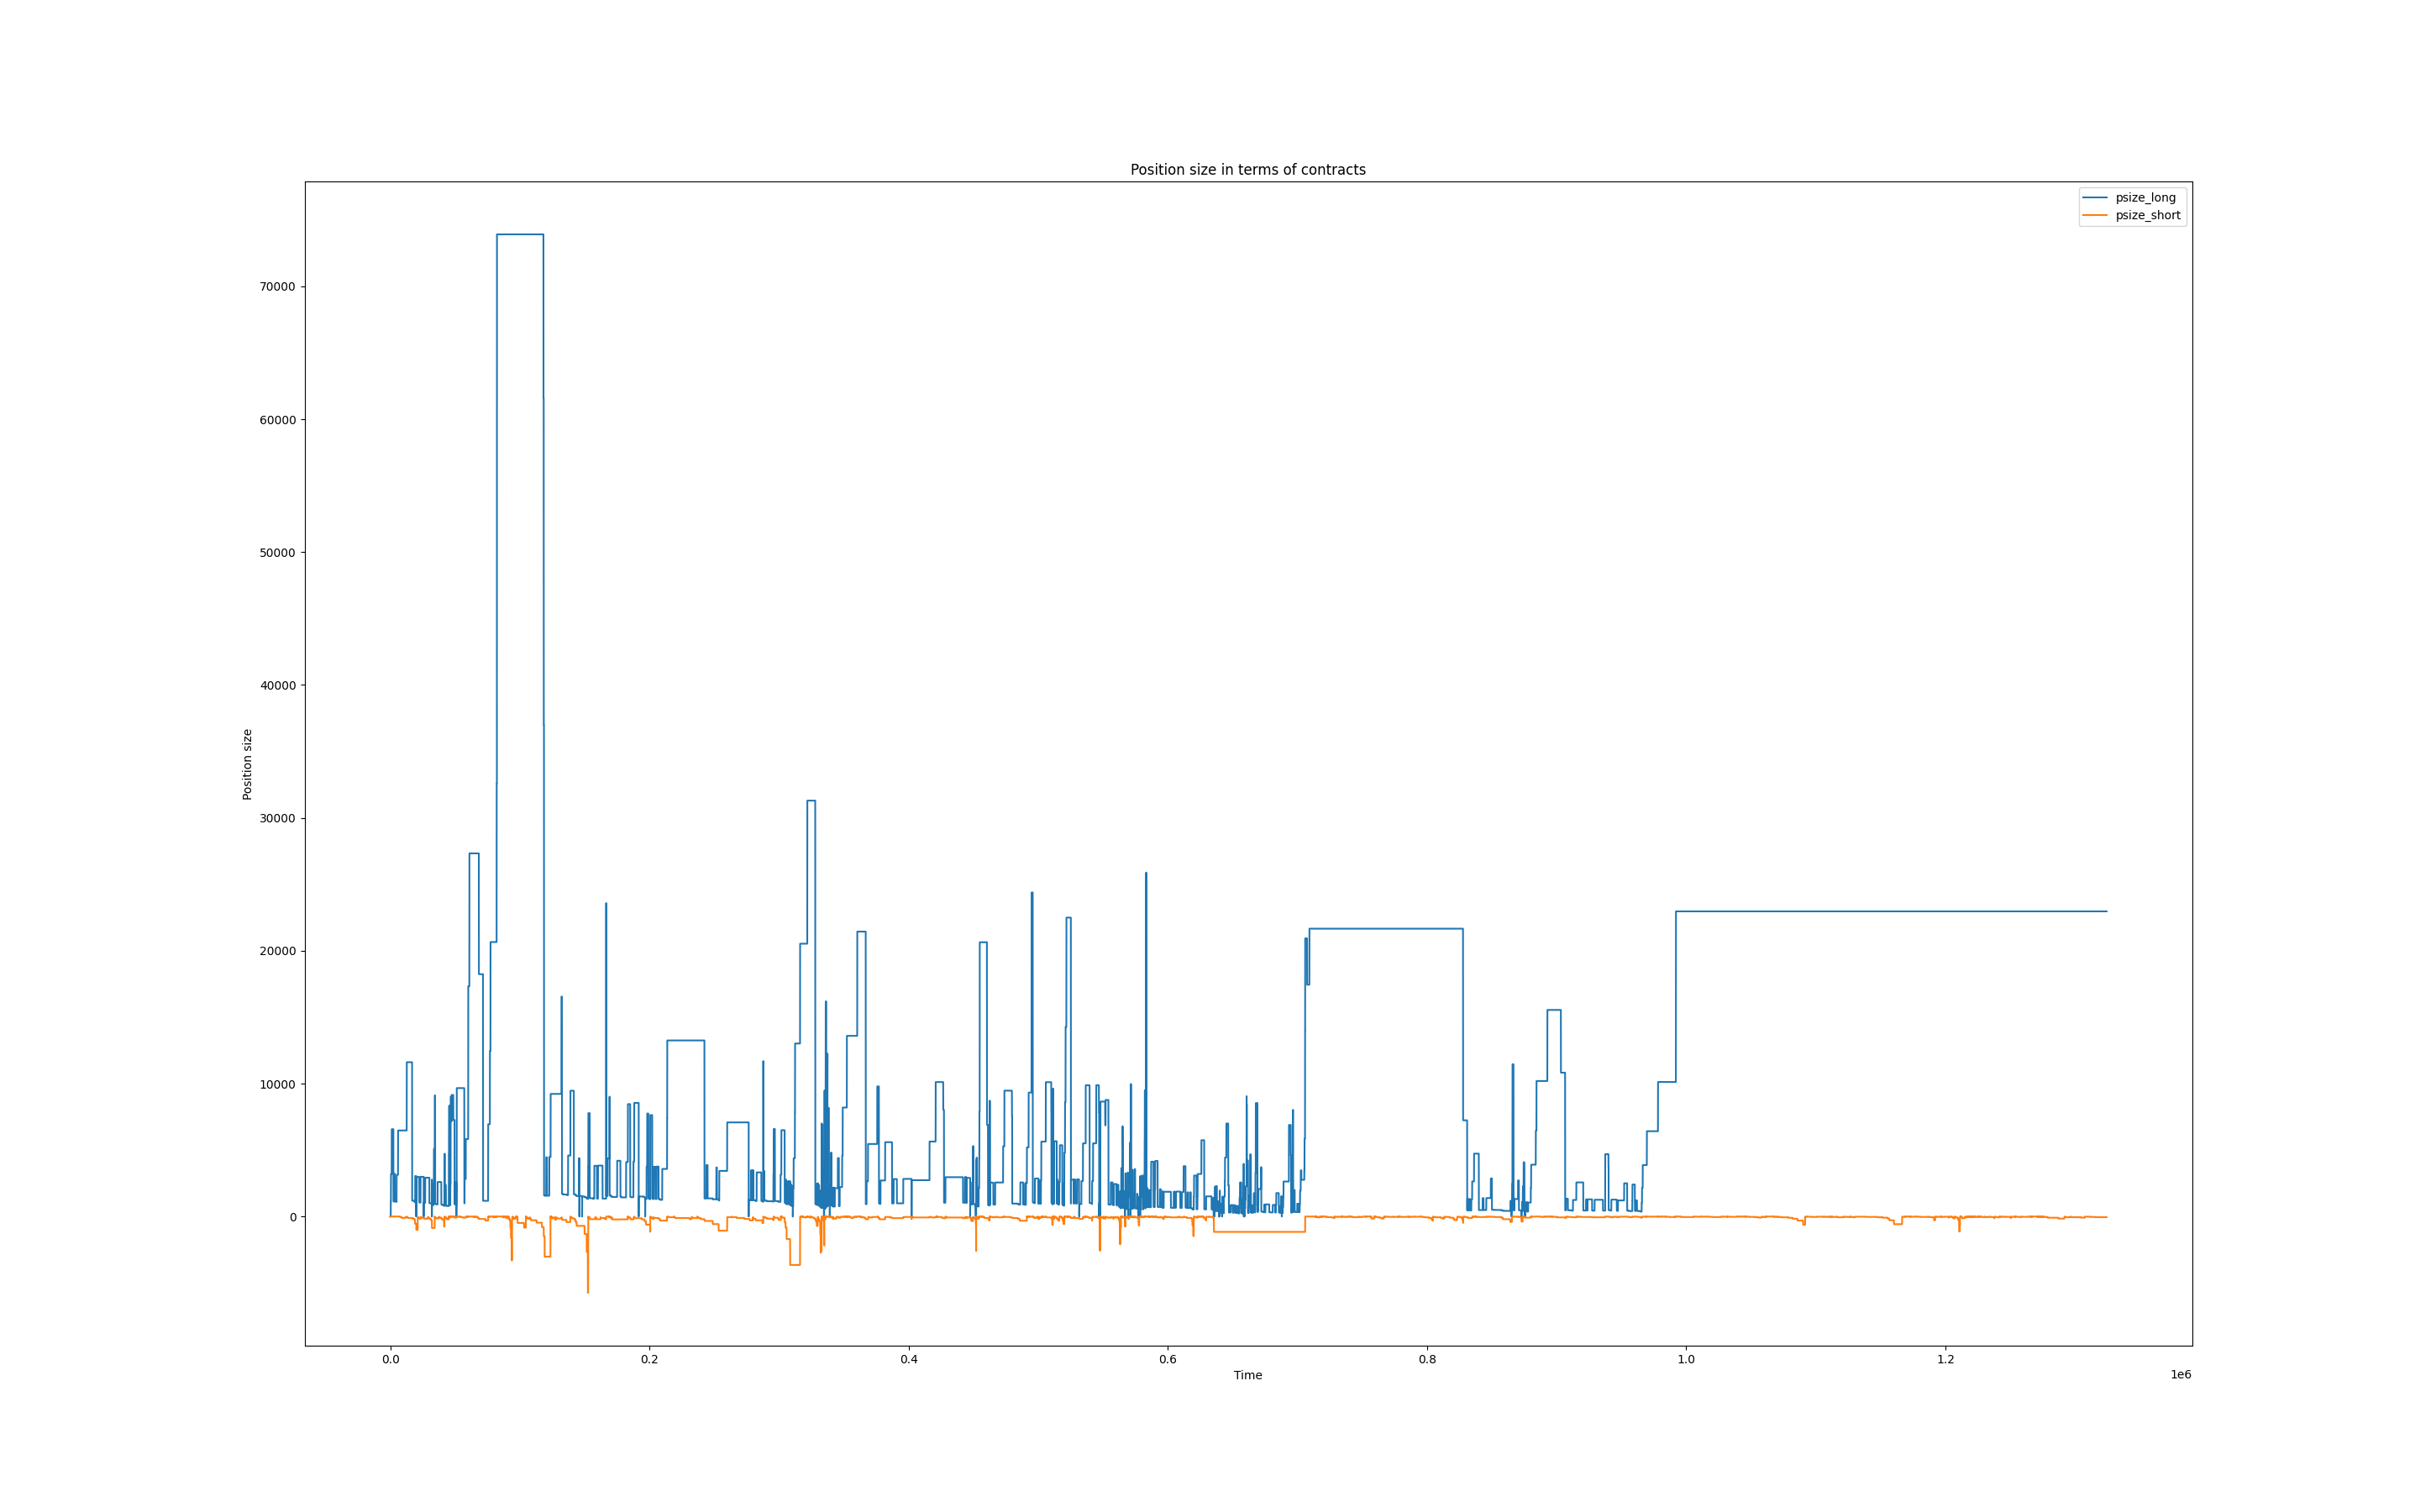 Position size in terms of contracts
psize_long
psize_short
Position size
70000
60000
50000
40000
30000
20000
10000
0
0.0 0.2 0.4 0.6 0.8 1.0 1.2
Time
1e6